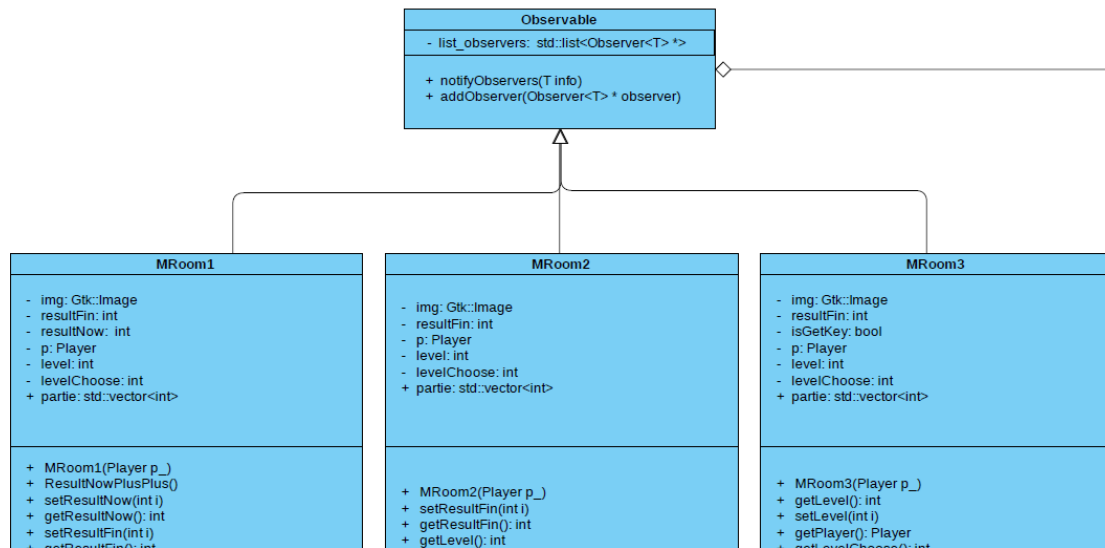 Observable
- list_observers: std::list<Observer<T> *>
+ notifyObservers(T info)
+ addObserver(Observer<T> * observer)
MRoom1
- img: Gtk::Image
- resultFin: int
- resultNow: int
- p: Player
- level: int
- levelChoose: int
+ partie: std::vector<int>
+ MRoom1(Player p_)
+ ResultNowPlusPlus()
+ setResultNow(int i)
+ getResultNow(): int
+ setResultFin(int i)
+ getResultFin(): int
MRoom2
- img: Gtk::Image
- resultFin: int
- p: Player
- level: int
- levelChoose: int
+ partie: std::vector<int>
+ MRoom2(Player p_)
+ setResultFin(int i)
+ getResultFin(): int
+ getLevel(): int
MRoom3
- img: Gtk::Image
- resultFin: int
- isGetKey: bool
- p: Player
- level: int
- levelChoose: int
+ partie: std::vector<int>
+ MRoom3(Player p_)
+ getLevel(): int
+ setLevel(int i)
+ getPlayer(): Player
+ getLevelChoose(): int